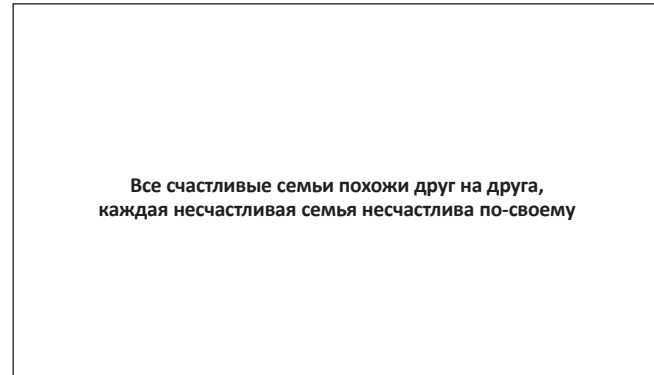 Все счастливые семьи похожи друг на друга,
каждая несчастливая семья несчастлива по-своему